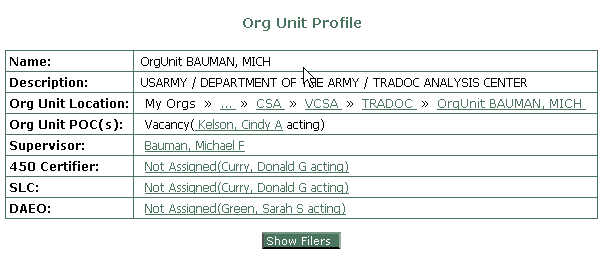 Org Unit Profile
Name: OrgUnit BAUMAN, MICH
Description: USARMY / DEPARTMENT OF THE ARMY / TRADOC ANALYSIS CENTER
Org Unit Location: My Orgs » ... » CSA » VCSA » TRADOC » OrgUnit BAUMAN, MICH
Org Unit POC(s): Vacancy( Kelson, Cindy A acting)
Supervisor: Bauman, Michael F
450 Certifier: Not Assigned(Curry, Donald G acting)
SLC: Not Assigned(Curry, Donald G acting)
DAEO: Not Assigned(Green, Sarah S acting)
Show Filers